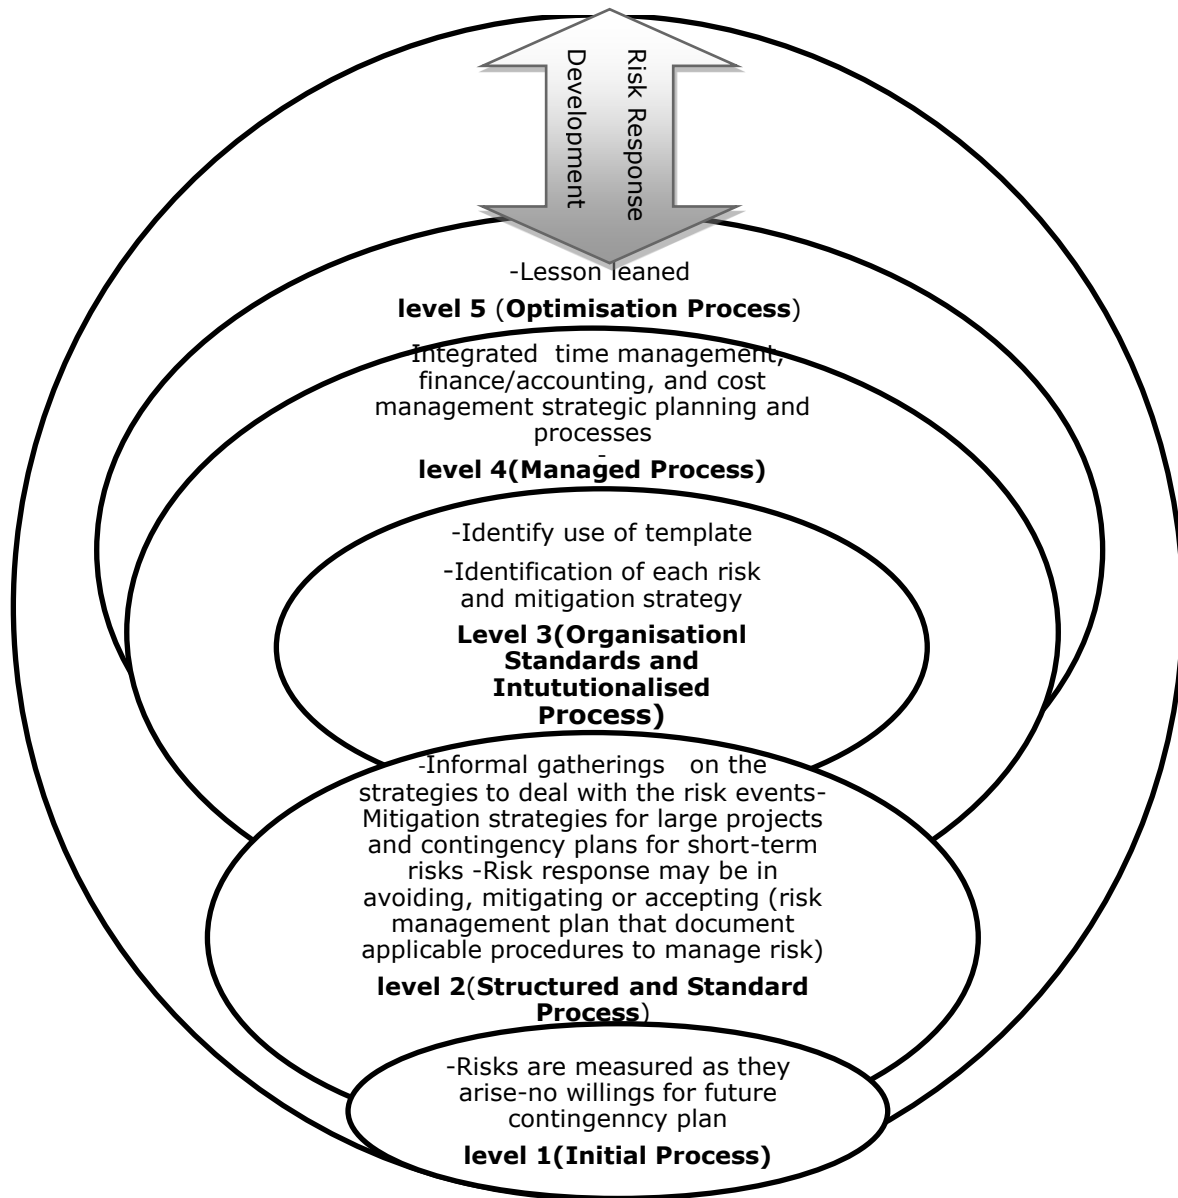 Risk Response
Development
-Lesson leaned
level 5 (Optimisation Process)
Integrated time management,
finance/accounting, and cost
management strategic planning and
processes
-
level 4(Managed Process)
-Identify use of template
-Identification of each risk
and mitigation strategy
Level 3(Organisationl
Standards and
Intututionalised
Process)
-Informal gatherings on the
strategies to deal with the risk events-
Mitigation strategies for large projects
and contingency plans for short-term
risks -Risk response may be in
avoiding, mitigating or accepting (risk
management plan that document
applicable procedures to manage risk)
level 2(Structured and Standard
Process)
-Risks are measured as they
arise-no willings for future
contingenncy plan
level 1(Initial Process)